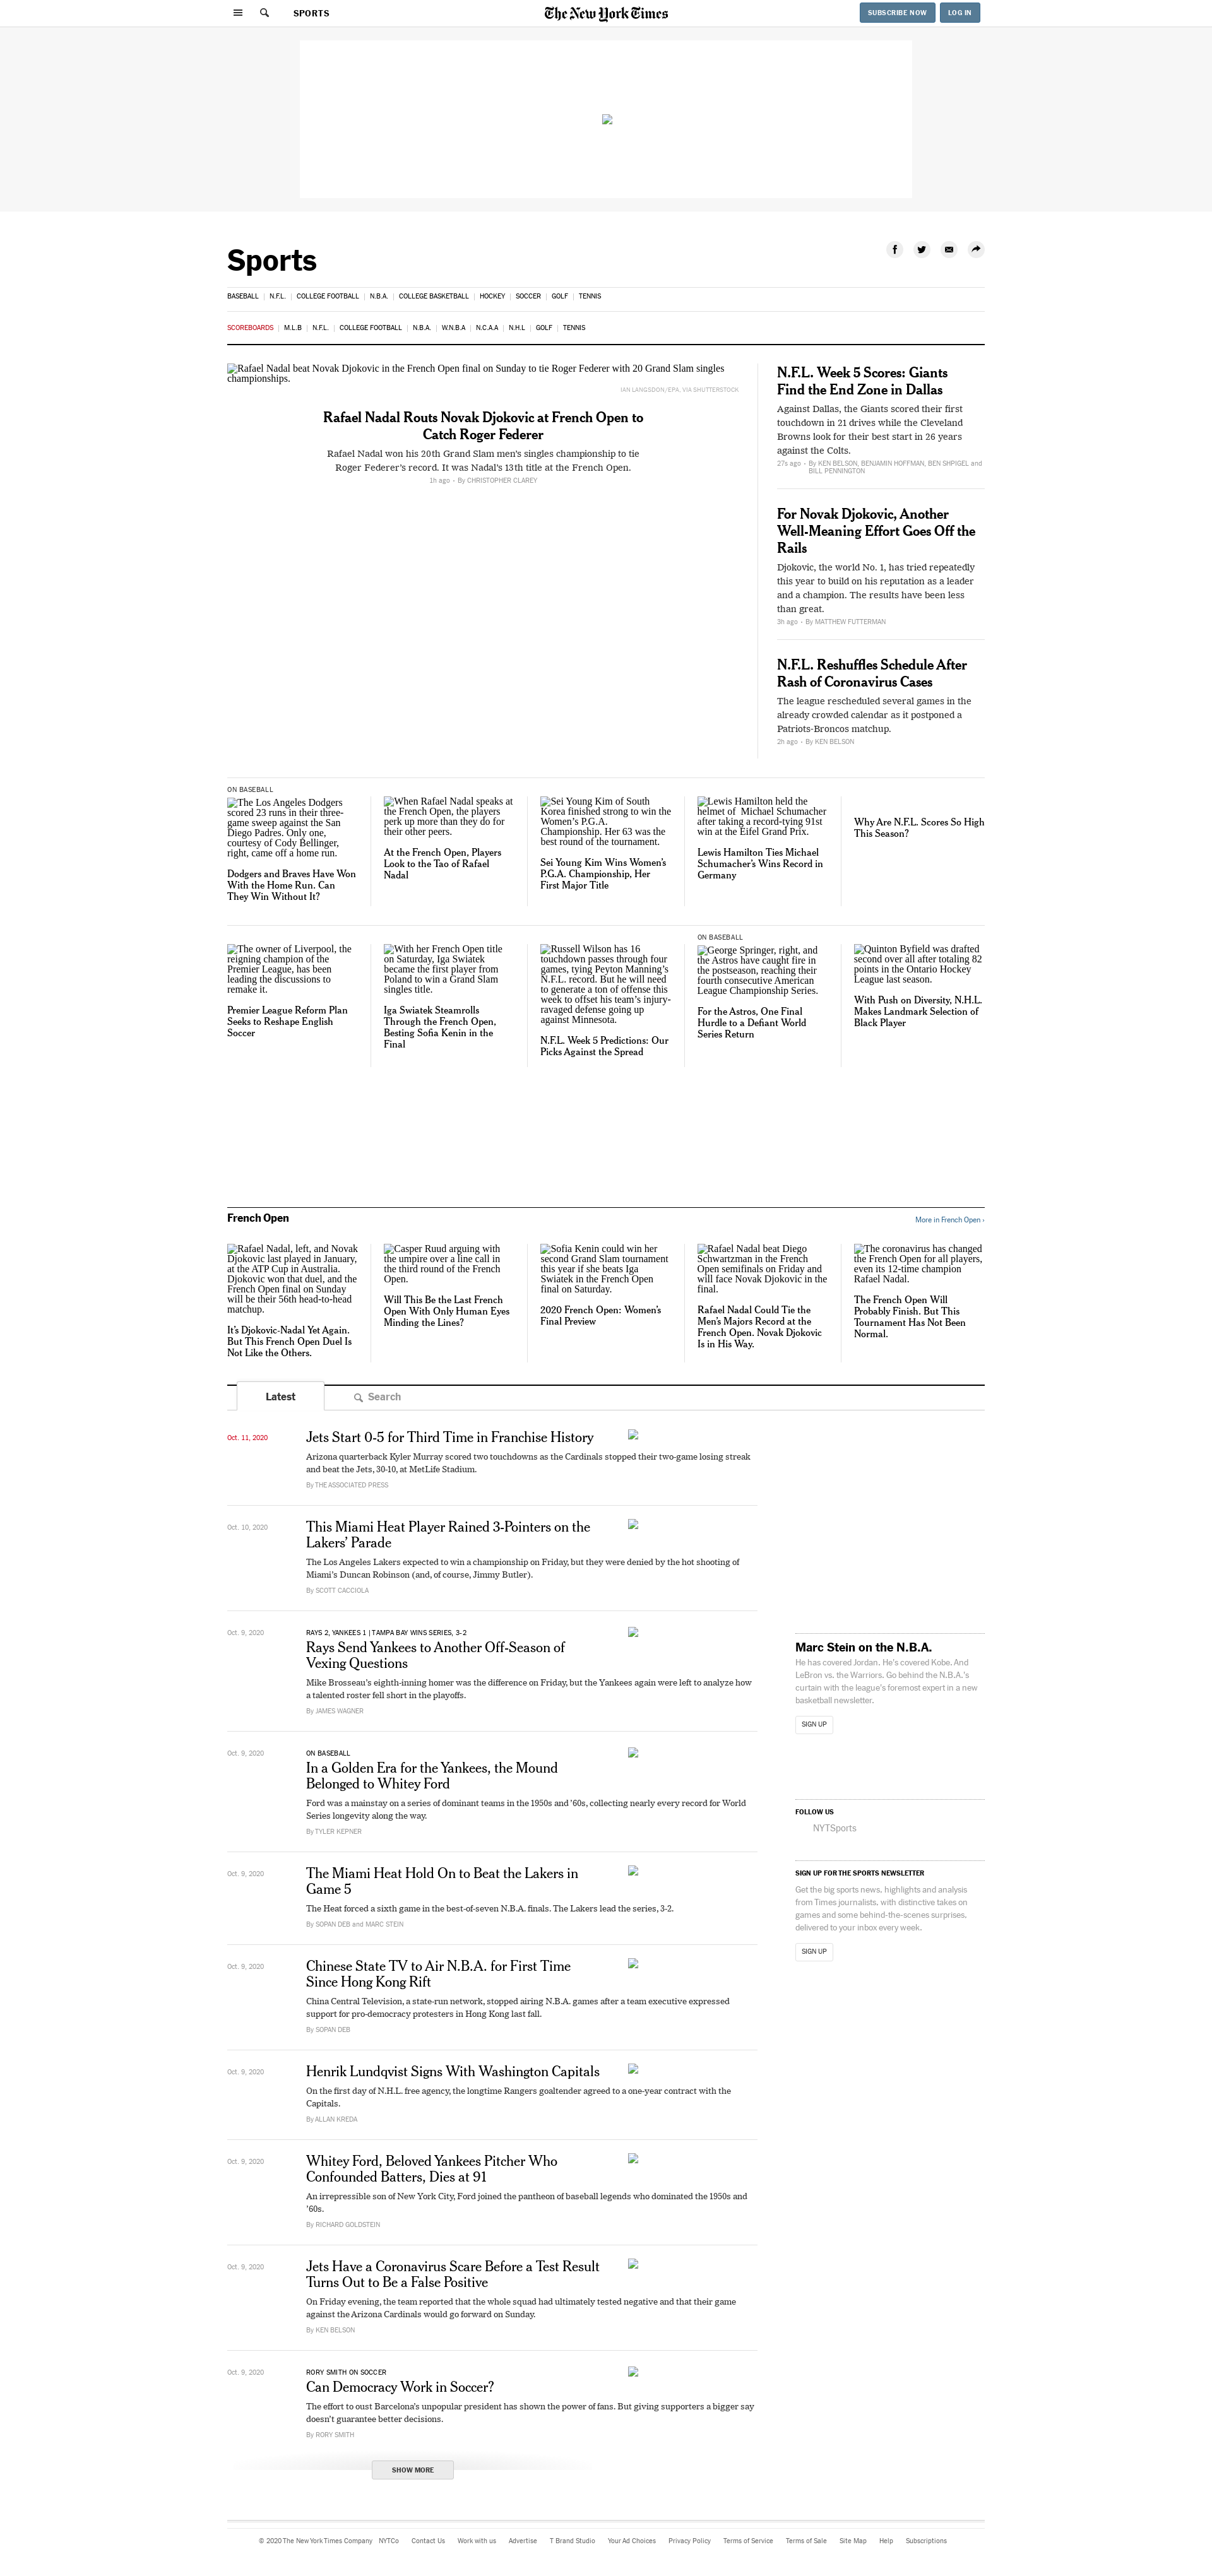 SPORTS
The New York Times
SUBSCRIBE NOW
LOG IN
Sports
BASEBALL
N.F.L.
COLLEGE FOOTBALL
N.B.A.
COLLEGE BASKETBALL
HOCKEY
SOCCER
GOLF
TENNIS
SCOREBOARDS
M.L.B
N.F.L.
COLLEGE FOOTBALL
N.B.A.
W.N.B.A
N.C.A.A
N.H.L
GOLF
TENNIS
Rafael Nadal beat Novak Djokovic in the French Open final on Sunday to tie Roger Federer with 20 Grand Slam singles
championships.
IAN LANGSDON/EPA, VIA SHUTTERSTOCK
Rafael Nadal Routs Novak Djokovic at French Open to
Catch Roger Federer
Rafael Nadal won his 20th Grand Slam men's singles championship to tie
Roger Federer's record. It was Nadal's 13th title at the French Open.
1h ago • By CHRISTOPHER CLAREY
N.F.L. Week 5 Scores: Giants
Find the End Zone in Dallas
Against Dallas, the Giants scored their first
touchdown in 21 drives while the Cleveland
Browns look for their best start in 26 years
against the Colts.
27s ago • By KEN BELSON, BENJAMIN HOFFMAN, BEN SHPIGEL and
BILL PENNINGTON
For Novak Djokovic, Another
Well-Meaning Effort Goes Off the
Rails
Djokovic, the world No. 1, has tried repeatedly
this year to build on his reputation as a leader
and a champion. The results have been less
than great.
3h ago • By MATTHEW FUTTERMAN
N.F.L. Reshuffles Schedule After
Rash of Coronavirus Cases
The league rescheduled several games in the
already crowded calendar as it postponed a
Patriots-Broncos matchup.
2h ago • By KEN BELSON
ON BASEBALL
The Los Angeles Dodgers
scored 23 runs in their three-
game sweep against the San
Diego Padres. Only one,
courtesy of Cody Bellinger,
right, came off a home run.
Dodgers and Braves Have Won
With the Home Run. Can
They Win Without It?
When Rafael Nadal speaks at
the French Open, the players
perk up more than they do for
their other peers.
At the French Open, Players
Look to the Tao of Rafael
Nadal
Sei Young Kim of South
Korea finished strong to win the
Women's P.G.A.
Championship. Her 63 was the
best round of the tournament.
Sei Young Kim Wins Women's
P.G.A. Championship, Her
First Major Title
Lewis Hamilton held the
helmet of Michael Schumacher
after taking a record-tying 91st
win at the Eifel Grand Prix.
Lewis Hamilton Ties Michael
Schumacher's Wins Record in
Germany
Why Are N.F.L. Scores So High
This Season?
The owner of Liverpool, the
reigning champion of the
Premier League, has been
leading the discussions to
remake it.
Premier League Reform Plan
Seeks to Reshape English
Soccer
With her French Open title
on Saturday, Iga Swiatek
became the first player from
Poland to win a Grand Slam
singles title.
Iga Swiatek Steamrolls
Through the French Open,
Besting Sofia Kenin in the
Final
Russell Wilson has 16
touchdown passes through four
games, tying Peyton Manning's
N.F.L. record. But he will need
to generate a ton of offense this
week to offset his team's injury-
ravaged defense going up
against Minnesota.
N.F.L. Week 5 Predictions: Our
Picks Against the Spread
ON BASEBALL
George Springer, right, and
the Astros have caught fire in
the postseason, reaching their
fourth consecutive American
League Championship Series.
For the Astros, One Final
Hurdle to a Defiant World
Series Return
Quinton Byfield was drafted
second over all after totaling 82
points in the Ontario Hockey
League last season.
With Push on Diversity, N.H.L.
Makes Landmark Selection of
Black Player
French Open
More in French Open ›
Rafael Nadal, left, and Novak
Djokovic last played in January,
at the ATP Cup in Australia.
Djokovic won that duel, and the
French Open final on Sunday
will be their 56th head-to-head
matchup.
It's Djokovic-Nadal Yet Again.
But This French Open Duel Is
Not Like the Others.
Casper Ruud arguing with
the umpire over a line call in
the third round of the French
Open.
Will This Be the Last French
Open With Only Human Eyes
Minding the Lines?
Sofia Kenin could win her
second Grand Slam tournament
this year if she beats Iga
Swiatek in the French Open
final on Saturday.
2020 French Open: Women's
Final Preview
Rafael Nadal beat Diego
Schwartzman in the French
Open semifinals on Friday and
will face Novak Djokovic in the
final.
Rafael Nadal Could Tie the
Men's Majors Record at the
French Open. Novak Djokovic
Is in His Way.
The coronavirus has changed
the French Open for all players,
even its 12-time champion
Rafael Nadal.
The French Open Will
Probably Finish. But This
Tournament Has Not Been
Normal.
Latest
Search
Oct. 11, 2020
Jets Start 0-5 for Third Time in Franchise History
Arizona quarterback Kyler Murray scored two touchdowns as the Cardinals stopped their two-game losing streak
and beat the Jets, 30-10, at MetLife Stadium.
By THE ASSOCIATED PRESS
Oct. 10, 2020
This Miami Heat Player Rained 3-Pointers on the
Lakers' Parade
The Los Angeles Lakers expected to win a championship on Friday, but they were denied by the hot shooting of
Miami's Duncan Robinson (and, of course, Jimmy Butler).
By SCOTT CACCIOLA
Oct. 9, 2020
RAYS 2, YANKEES 1 | TAMPA BAY WINS SERIES, 3-2
Rays Send Yankees to Another Off-Season of
Vexing Questions
Mike Brosseau's eighth-inning homer was the difference on Friday, but the Yankees again were left to analyze how
a talented roster fell short in the playoffs.
By JAMES WAGNER
Oct. 9, 2020
ON BASEBALL
In a Golden Era for the Yankees, the Mound
Belonged to Whitey Ford
Ford was a mainstay on a series of dominant teams in the 1950s and '60s, collecting nearly every record for World
Series longevity along the way.
By TYLER KEPNER
Oct. 9, 2020
The Miami Heat Hold On to Beat the Lakers in
Game 5
The Heat forced a sixth game in the best-of-seven N.B.A. finals. The Lakers lead the series, 3-2.
By SOPAN DEB and MARC STEIN
Oct. 9, 2020
Chinese State TV to Air N.B.A. for First Time
Since Hong Kong Rift
China Central Television, a state-run network, stopped airing N.B.A. games after a team executive expressed
support for pro-democracy protesters in Hong Kong last fall.
By SOPAN DEB
Oct. 9, 2020
Henrik Lundqvist Signs With Washington Capitals
On the first day of N.H.L. free agency, the longtime Rangers goaltender agreed to a one-year contract with the
Capitals.
By ALLAN KREDA
Oct. 9, 2020
Whitey Ford, Beloved Yankees Pitcher Who
Confounded Batters, Dies at 91
An irrepressible son of New York City, Ford joined the pantheon of baseball legends who dominated the 1950s and
'60s.
By RICHARD GOLDSTEIN
Oct. 9, 2020
Jets Have a Coronavirus Scare Before a Test Result
Turns Out to Be a False Positive
On Friday evening, the team reported that the whole squad had ultimately tested negative and that their game
against the Arizona Cardinals would go forward on Sunday.
By KEN BELSON
Oct. 9, 2020
RORY SMITH ON SOCCER
Can Democracy Work in Soccer?
The effort to oust Barcelona's unpopular president has shown the power of fans. But giving supporters a bigger say
doesn't guarantee better decisions.
By RORY SMITH
SHOW MORE
Marc Stein on the N.B.A.
He has covered Jordan. He's covered Kobe. And
LeBron vs. the Warriors. Go behind the N.B.A.'s
curtain with the league's foremost expert in a new
basketball newsletter.
SIGN UP
FOLLOW US
NYTSports
SIGN UP FOR THE SPORTS NEWSLETTER
Get the big sports news, highlights and analysis
from Times journalists, with distinctive takes on
games and some behind-the-scenes surprises,
delivered to your inbox every week.
SIGN UP
© 2020 The New York Times Company
NYTCo
Contact Us
Work with us
Advertise
T Brand Studio
Your Ad Choices
Privacy Policy
Terms of Service
Terms of Sale
Site Map
Help
Subscriptions